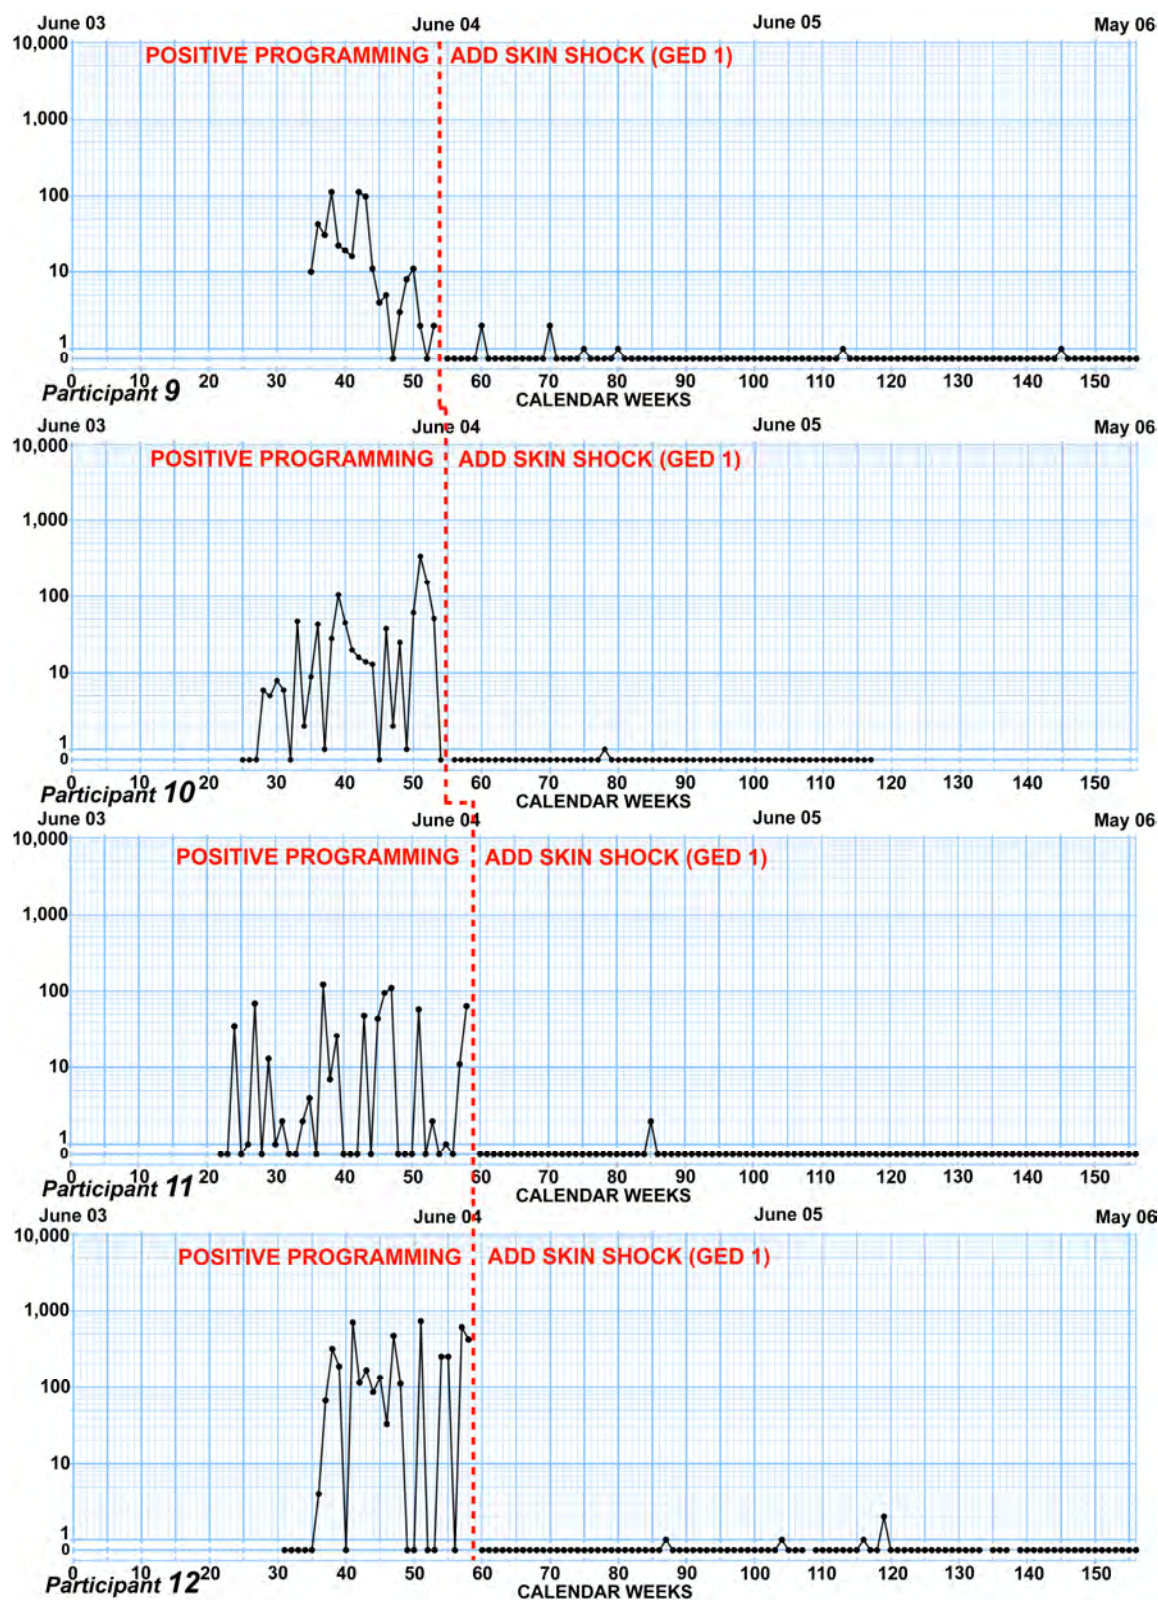 June 03 June 04 June 05 May 06
10,000 POSITIVE PROGRAMMING ADD SKIN SHOCK (GED 1)
1,000
100
10
1
0
0 10 20 30 40 50 60 70 80 90 100 110 120 130 140 150
Participant 9 CALENDAR WEEKS
June 03 June 04 June 05 May 06
10,000 POSITIVE PROGRAMMING ADD SKIN SHOCK (GED 1)
1,000
100
10
1
0
0 10 20 30 40 50 60 70 80 90 100 110 120 130 140 150
Participant 10 CALENDAR WEEKS
June 03 June 04 June 05 May 06
10,000 POSITIVE PROGRAMMING ADD SKIN SHOCK (GED 1)
1,000
100
10
1
0
0 10 20 30 40 50 60 70 80 90 100 110 120 130 140 150
Participant 11 CALENDAR WEEKS
June 03 June 04 June 05 May 06
10,000 POSITIVE PROGRAMMING ADD SKIN SHOCK (GED 1)
1,000
100
10
1
0
0 10 20 30 40 50 60 70 80 90 100 110 120 130 140 150
Participant 12 CALENDAR WEEKS